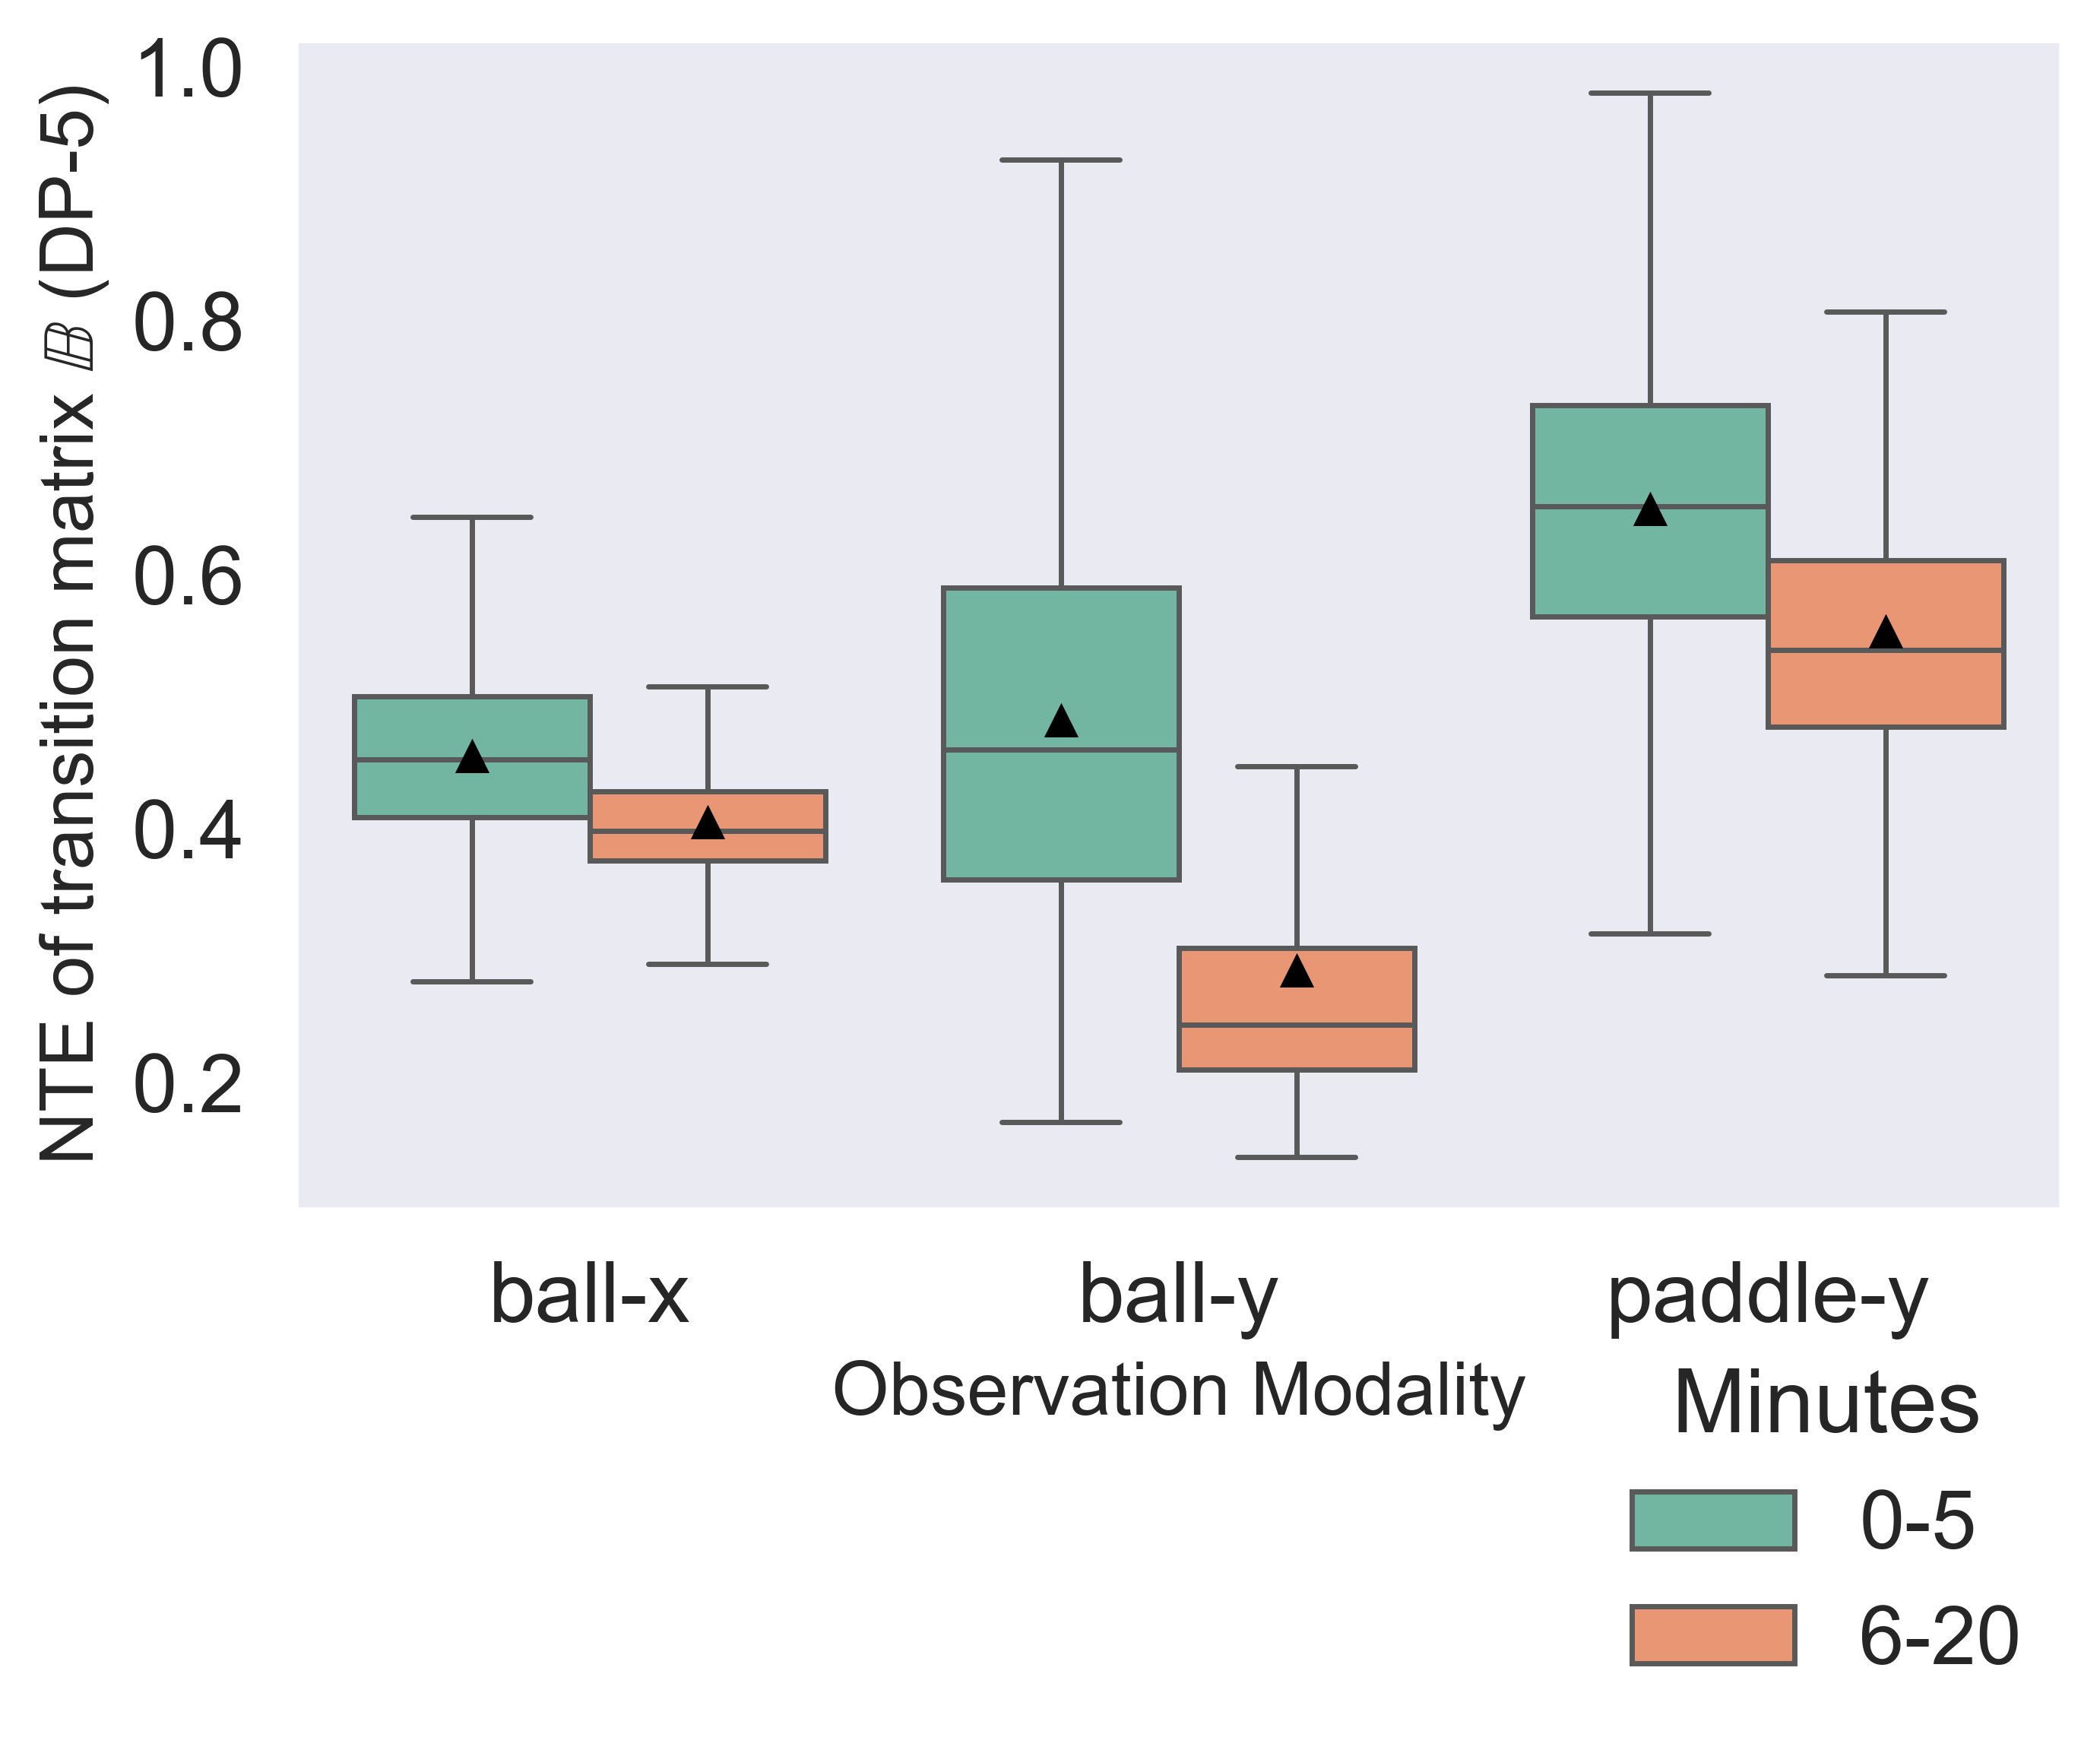 NTE of transition matrix 𝔹 (DP-5)
1.0
0.8
0.6
0.4
0.2
ball-x ball-y paddle-y
Observation Modality
Minutes
0-5
6-20